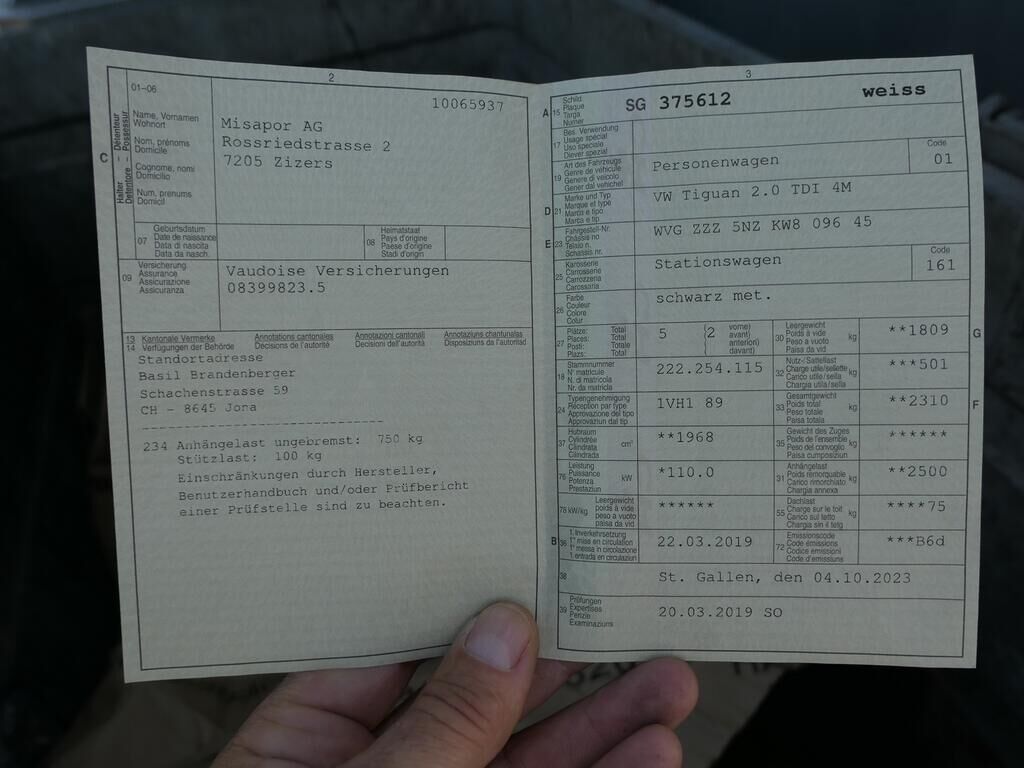 2
01-06
10065937
C
Halter - Détenteur
Detentore - Possessur
Name, Vornamen
Wohnort
Nom, prénoms
Domicile
Cognome, nomi
Domicilio
Num, prenums
Domicil
Misapor AG
Rossriedstrasse 2
7205 Zizers
07
Geburtsdatum
Date de naissance
Data di nascita
Data da nasch.
08
Heimatstaat
Pays d'origine
Paese d'origine
Stadi d'origin
09
Versicherung
Assurance
Assicurazione
Assicuranza
Vaudoise Versicherungen
08399823.5
13 Kantonale Vermerke Annotations cantonales Annotazioni cantonali Annotaziuns chantunalas
14 Verfügungen der Behörde Décisions de l'autorité Decisioni dell'autorità Disposiziuns da l'autoritad
Standortadresse
Basil Brandenberger
Schachenstrasse 59
CH - 8645 Jona
------------------------------
234 Anhängelast ungebremst: 750 kg
Stützlast: 100 kg
Einschränkungen durch Hersteller,
Benutzerhandbuch und/oder Prüfbericht
einer Prüfstelle sind zu beachten.
3
A 15
Schild
Plaque
Targa
Numer
SG 375612 weiss
17
Bes. Verwendung
Usage spécial
Uso speciale
Diever spezial
19
Art des Fahrzeugs
Genre de véhicule
Genere di veicolo
Gener dal vehichel
Personenwagen
Code
01
D 21
Marke und Typ
Marque et type
Marca e tipo
Marca e tip
VW Tiguan 2.0 TDI 4M
E 23
Fahrgestell-Nr.
Châssis no
Telaio n.
Schassis nr.
WVG ZZZ 5NZ KW8 096 45
25
Karosserie
Carrosserie
Carrozzeria
Carossaria
Stationswagen
Code
161
26
Farbe
Couleur
Colore
Colur
schwarz met.
27
Plätze: Total
Places: Total
Posti: Totale
Plazs: Total
5
2
vorne)
avant)
anteriori)
davant)
30
Leergewicht
Poids à vide
Peso a vuoto
Paisa da vid
kg
**1809
G
18
Stammnummer
N° matricule
N. di matricola
Nr. da matricla
222.254.115
32
Nutz-/Sattellast
Charge utile/sellette
Carico utile/sella
Chargia utila/sella
kg
***501
24
Typengenehmigung
Réception par type
Approvazione del tipo
Approvaziun dal tip
1VH1 89
33
Gesamtgewicht
Poids total
Peso totale
Paisa totala
kg
**2310
F
37
Hubraum
Cylindrée
Cilindrata
Cilindrada
cm³
**1968
35
Gewicht des Zuges
Poids de l'ensemble
Peso del convoglio
Paisa cumposiziun
kg
******
76
Leistung
Puissance
Potenza
Prestaziun
kW
*110.0
31
Anhängelast
Poids remorquable
Carico rimorchiato
Chargia annexa
kg
**2500
78 kW/kg
Leergewicht
poids à vide
peso a vuoto
paisa da vid
******
55
Dachlast
Charge sur le toit
Carico sul tetto
Chargia sin il tetg
kg
****75
B 36
1. Inverkehrsetzung
1re mise en circulation
1a messa in circolazione
1. entrada en circulaziun
22.03.2019
72
Emissionscode
Code émissions
Codice emissioni
Code d'emissiuns
***B6d
38
St. Gallen, den 04.10.2023
39
Prüfungen
Expertises
Perizie
Examinaziuns
20.03.2019 SO